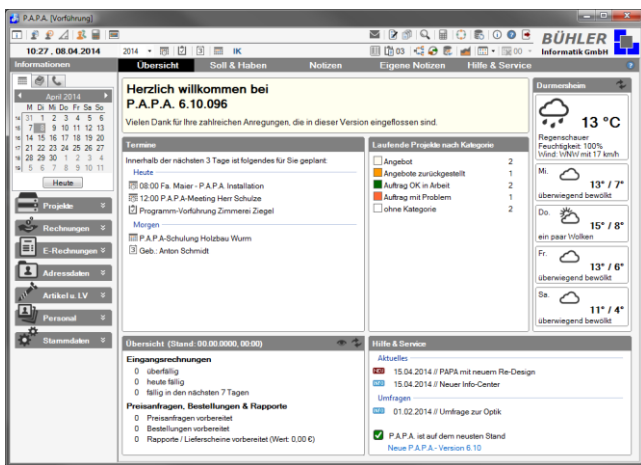 P.A.P.A. [Vorführung]
10:27 , 08.04.2014
2014
3
IK
03
00
BÜHLER
Informatik GmbH
Informationen
Übersicht
Soll & Haben
Notizen
Eigene Notizen
Hilfe & Service
April 2014
M Di Mi Do Fr Sa So
14 31 1 2 3 4 5 6
15 7 8 9 10 11 12 13
16 14 15 16 17 18 19 20
17 21 22 23 24 25 26 27
18 28 29 30 1 2 3 4
19 5 6 7 8 9 10 11
Heute
Projekte
Rechnungen
E-Rechnungen
Adressdaten
Artikel u. LV
Personal
Stammdaten
Herzlich willkommen bei
P.A.P.A. 6.10.096
Vielen Dank für Ihre zahlreichen Anregungen, die in dieser Version eingeflossen sind.
Termine
Innerhalb der nächsten 3 Tage ist folgendes für Sie geplant:
Heute
08:00 Fa. Maier - P.A.P.A. Installation
12:00 P.A.P.A-Meeting Herr Schulze
Programm-Vorführung Zimmerei Ziegel
Morgen
P.A.P.A-Schulung Holzbau Wurm
3 Geb.: Anton Schmidt
Laufende Projekte nach Kategorie
Angebot 2
Angebote zurückgestellt 1
Auftrag OK in Arbeit 2
Auftrag mit Problem 1
ohne Kategorie 2
Durmersheim
13 °C
Regenschauer
Feuchtigkeit: 100%
Wind: WNW mit 17 km/h
Mi.
13° / 7°
überwiegend bewölkt
Do.
15° / 8°
ein paar Wolken
Fr.
13° / 6°
überwiegend bewölkt
Sa.
11° / 4°
überwiegend bewölkt
Übersicht (Stand: 00.00.0000, 00:00)
Eingangsrechnungen
0 überfällig
0 heute fällig
0 fällig in den nächsten 7 Tagen
Preisanfragen, Bestellungen & Rapporte
0 Preisanfragen vorbereitet
0 Bestellungen vorbereitet
0 Rapporte / Lieferscheine vorbereitet (Wert: 0,00 €)
Hilfe & Service
Aktuelles
15.04.2014 // PAPA mit neuem Re-Design
INFO 15.04.2014 // Neuer Info-Center
Umfragen
INFO 01.02.2014 // Umfrage zur Optik
P.A.P.A. ist auf dem neusten Stand
Neue P.A.P.A.- Version 6.10